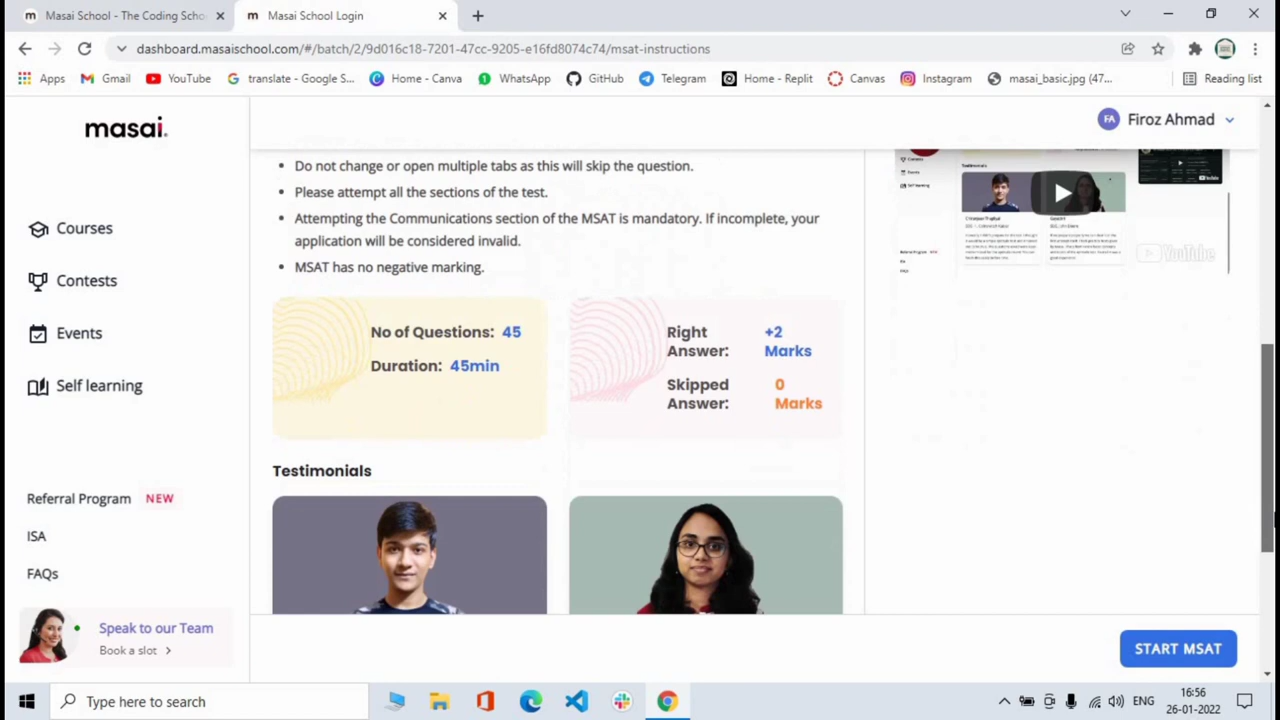 Masai School - The Coding Scho
Masai School Login
dashboard.masaischool.com/#/batch/2/9d016c18-7201-47cc-9205-e16fd8074c74/msat-instructions
Apps
Gmail
YouTube
translate - Google S...
Home - Canva
WhatsApp
GitHub
Telegram
Home - Replit
Canvas
Instagram
masai_basic.jpg (47...
Reading list
masai.
FA Firoz Ahmad
Courses
Contests
Events
Self learning
Referral Program NEW
ISA
FAQs
Speak to our Team
Book a slot
Do not change or open multiple tabs as this will skip the question.
Please attempt all the sections of the test.
Attempting the Communications section of the MSAT is mandatory. If incomplete, your
application will be considered invalid.
MSAT has no negative marking.
No of Questions: 45
Duration: 45min
Right +2
Answer: Marks
Skipped 0
Answer: Marks
Testimonials
Testimonials
YouTube
START MSAT
Type here to search
ENG
16:56
26-01-2022